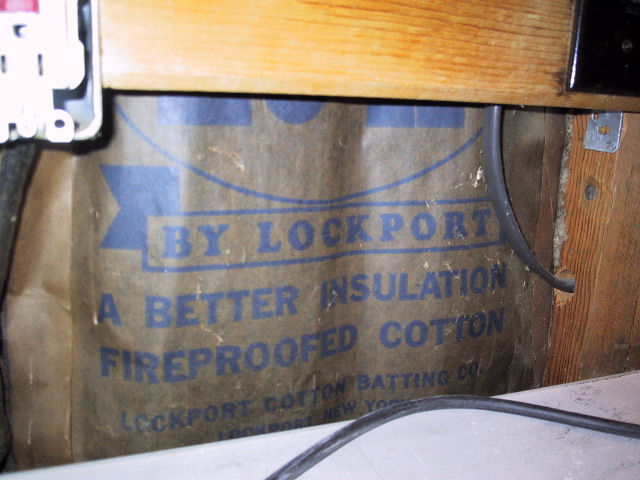 BY LOCKPORT
A BETTER INSULATION
FIREPROOFED COTTON
LOCKPORT COTTON BATTING CO.
LOCKPORT, NEW YORK